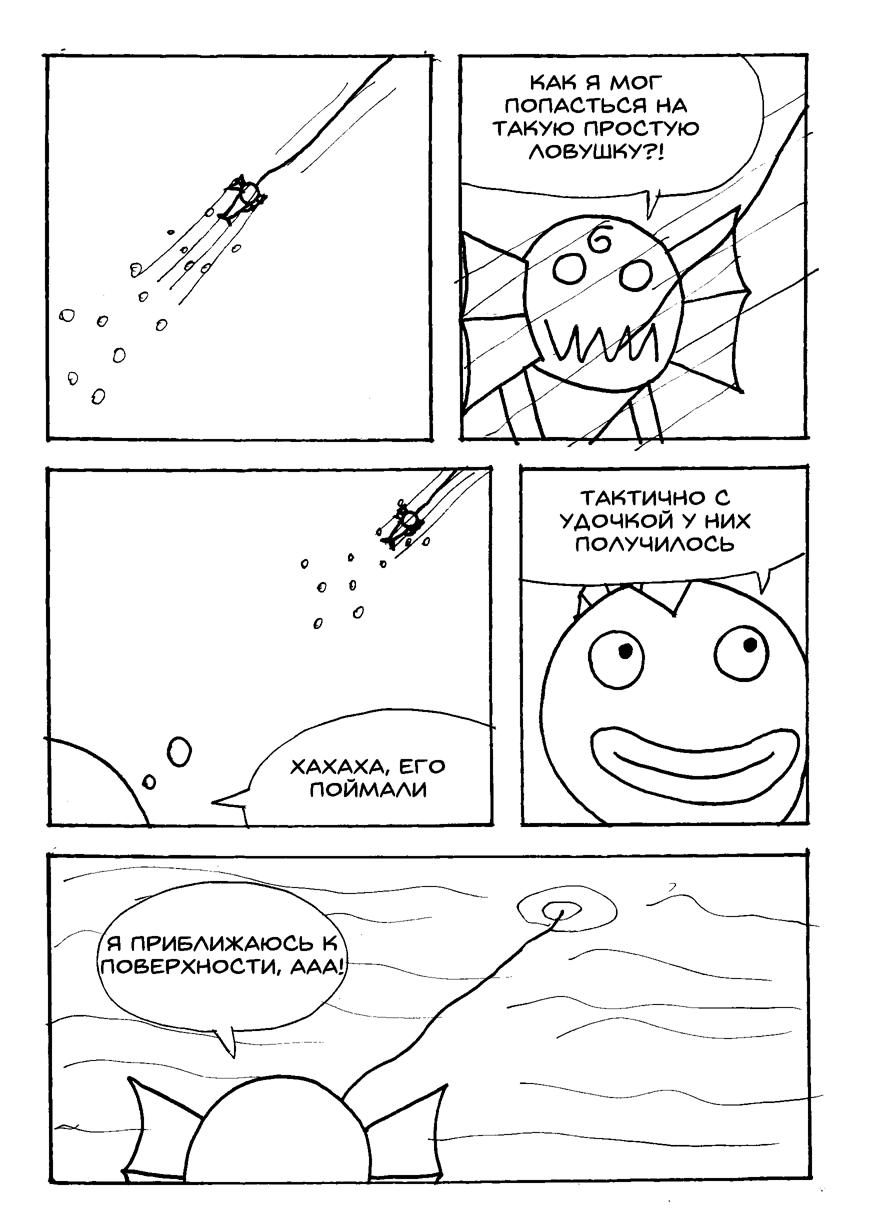 КАК Я МОГ
ПОПАСТЬСЯ НА
ТАКУЮ ПРОСТУЮ
ЛОВУШКУ?!
ХАХАХА, ЕГО
ПОЙМАЛИ
ТАКТИЧНО С
УДОЧКОЙ У НИХ
ПОЛУЧИЛОСЬ
Я ПРИБЛИЖАЮСЬ К
ПОВЕРХНОСТИ, ААА!